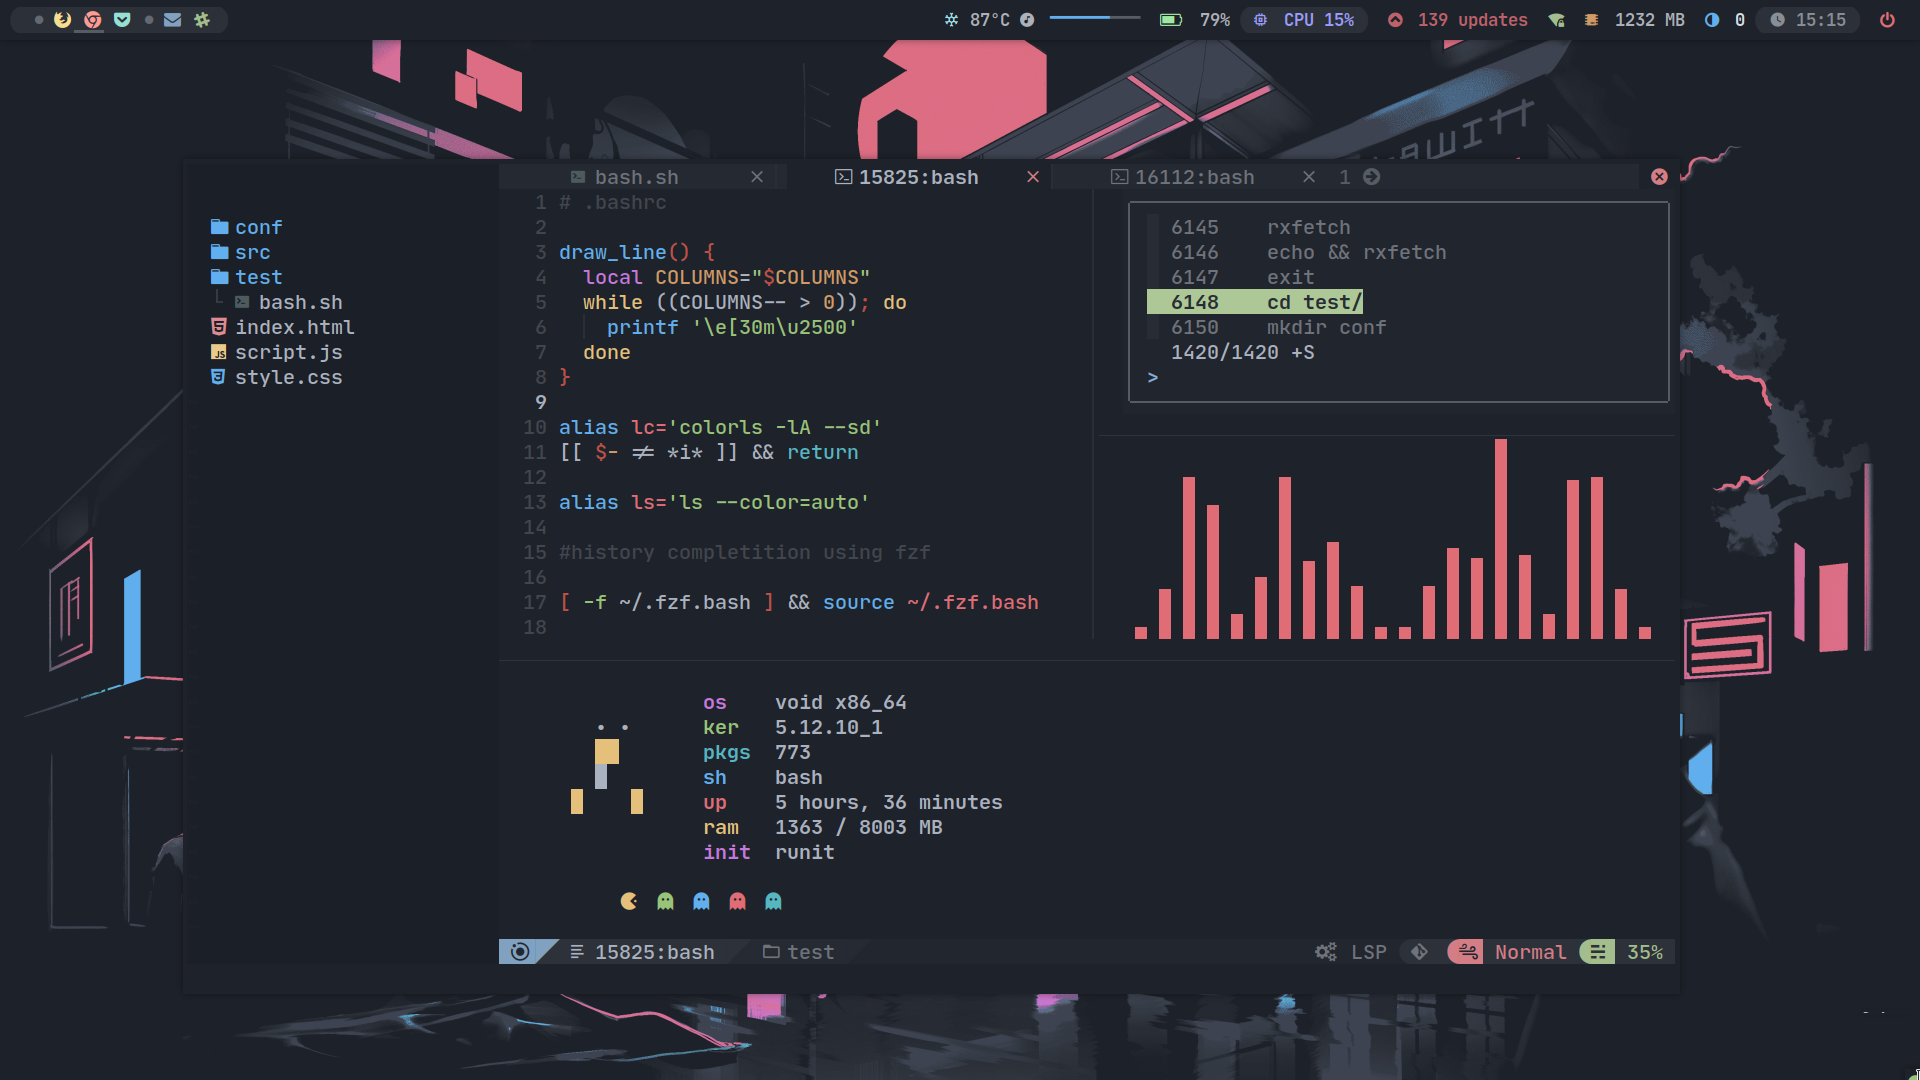 87°C 79% CPU 15% 139 updates 1232 MB 0 15:15
bash.sh 15825:bash 16112:bash 1
conf
src
test
bash.sh
index.html
script.js
style.css
1 # .bashrc
2
3 draw_line() {
4 local COLUMNS="$COLUMNS"
5 while ((COLUMNS-- > 0)); do
6 printf '\e[30m\u2500'
7 done
8 }
9
10 alias lc='colorls -lA --sd'
11 [[ $- != *i* ]] && return
12
13 alias ls='ls --color=auto'
14
15 #history completition using fzf
16
17 [ -f ~/.fzf.bash ] && source ~/.fzf.bash
18
6145 rxfetch
6146 echo && rxfetch
6147 exit
6148 cd test/
6150 mkdir conf
1420/1420 +S
>
os void x86_64
ker 5.12.10_1
pkgs 773
sh bash
up 5 hours, 36 minutes
ram 1363 / 8003 MB
init runit
15825:bash test LSP Normal 35%